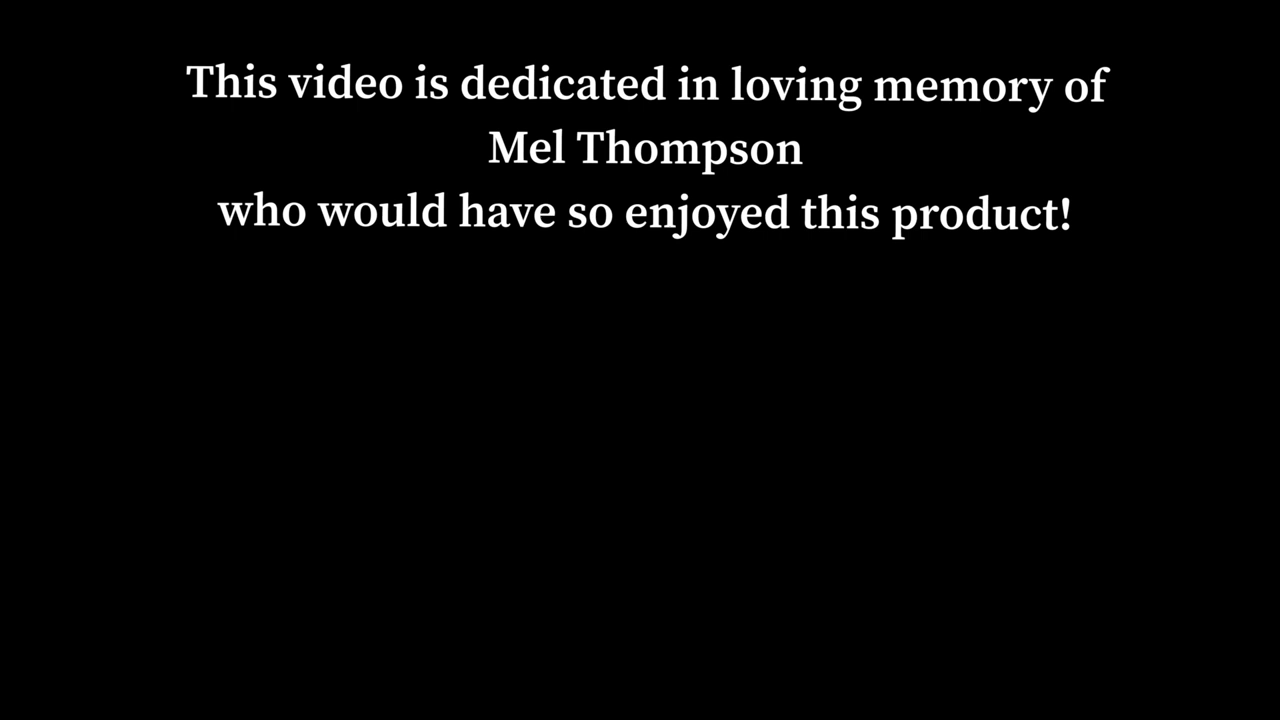 This video is dedicated in loving memory of
Mel Thompson
who would have so enjoyed this product!